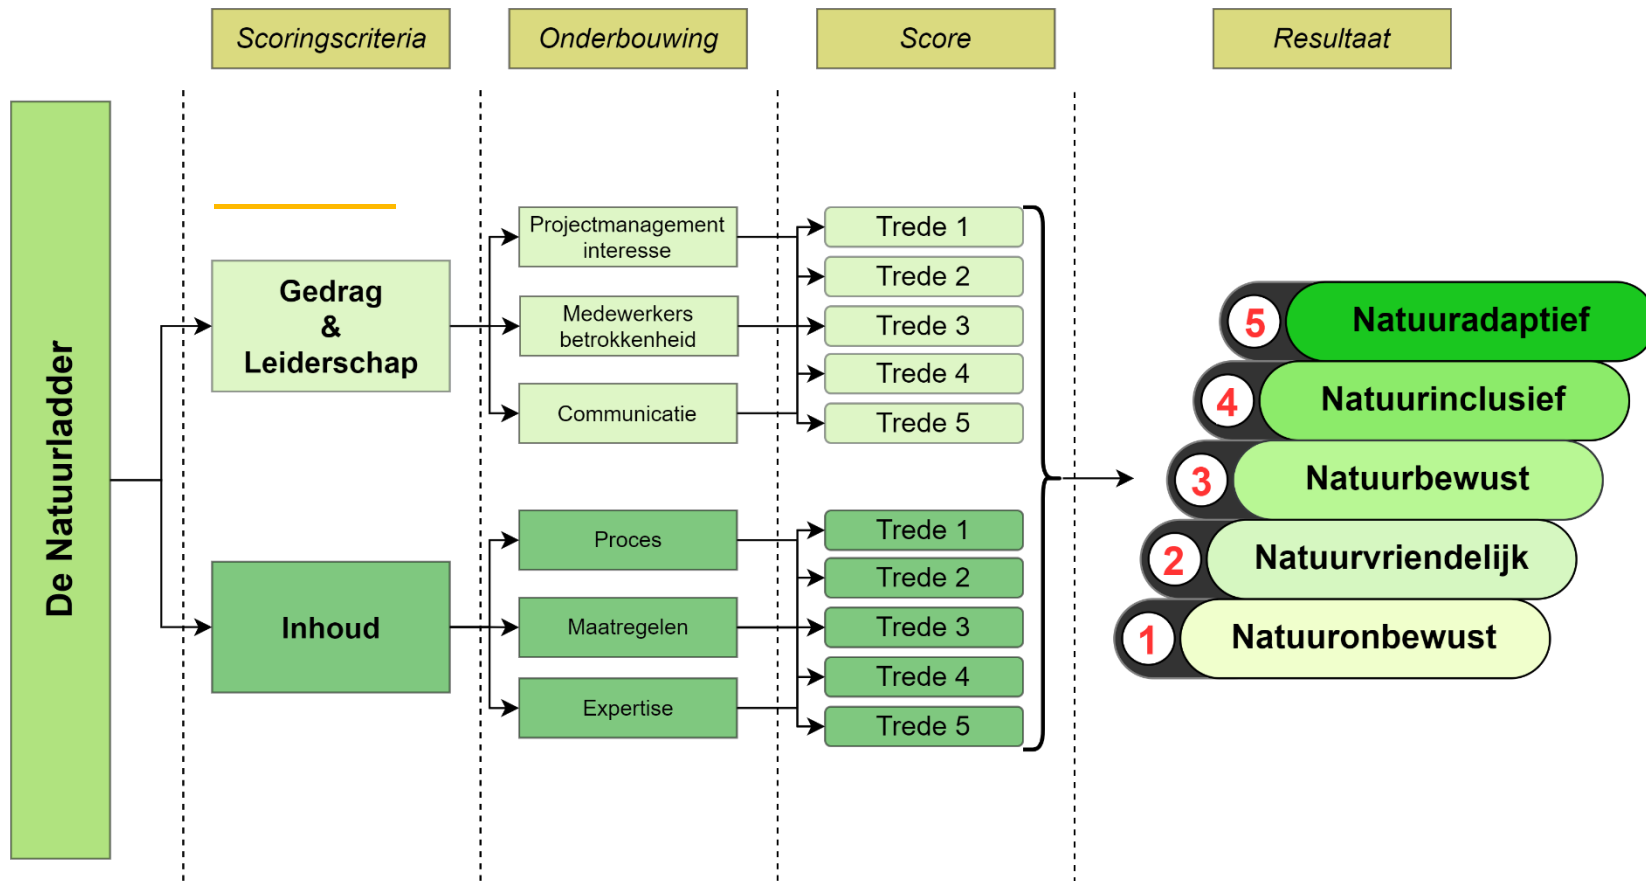 Scoringscriteria
Onderbouwing
Score
Resultaat
De Natuurladder
Gedrag
&
Leiderschap
Inhoud
Projectmanagement
interesse
Medewerkers
betrokkenheid
Communicatie
Proces
Maatregelen
Expertise
Trede 1
Trede 2
Trede 3
Trede 4
Trede 5
Trede 1
Trede 2
Trede 3
Trede 4
Trede 5
5 Natuuradaptief
4 Natuurinclusief
3 Natuurbewust
2 Natuurvriendelijk
1 Natuuronbewust